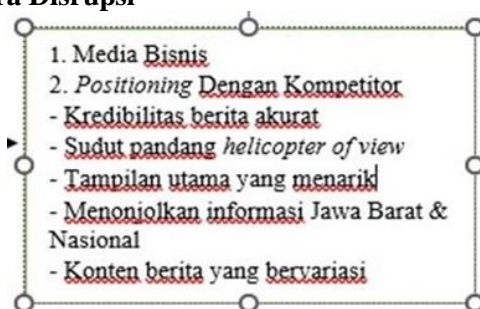 ra Disrupsi
1. Media Bisnis
2. Positioning Dengan Kompetitor
- Kredibilitas berita akurat
- Sudut pandang helicopter of view
- Tampilan utama yang menarik
- Menonjolkan informasi Jawa Barat &
Nasional
- Konten berita yang bervariasi